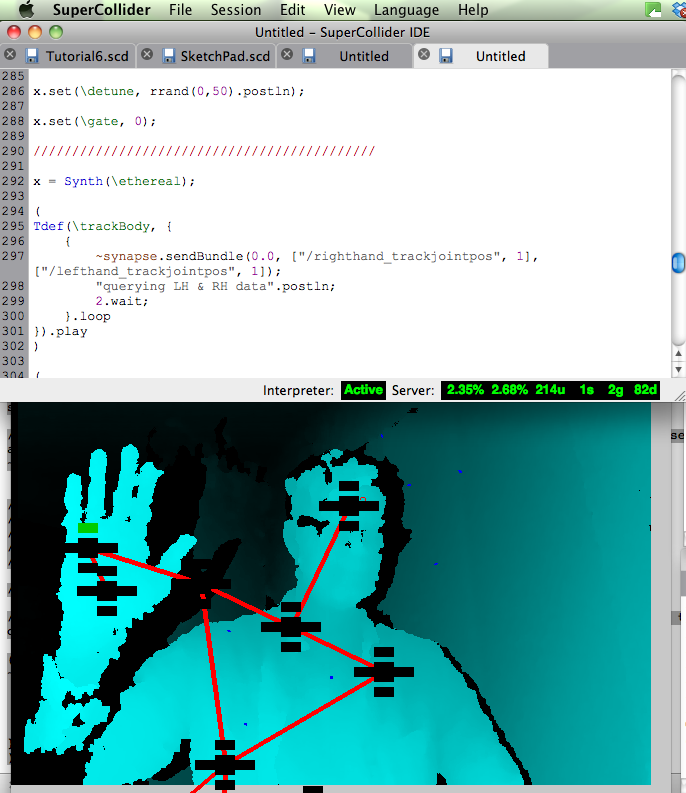 SuperCollider File Session Edit View Language Help
Untitled – SuperCollider IDE
Tutorial6.scd SketchPad.scd Untitled Untitled
285
286 x.set(\detune, rrand(0,50).postln);
287
288 x.set(\gate, 0);
289
290 /////////////////////////////////////////////
291
292 x = Synth(\ethereal);
293
294 (
295 Tdef(\trackBody, {
296 {
297 ~synapse.sendBundle(0.0, ["/righthand_trackjointpos", 1],
["/lefthand_trackjointpos", 1]);
298 "querying LH & RH data".postln;
299 2.wait;
300 }.loop
301 }).play
302 )
303
304 (
Interpreter: Active Server: 2.35% 2.68% 214u 1s 2g 82d